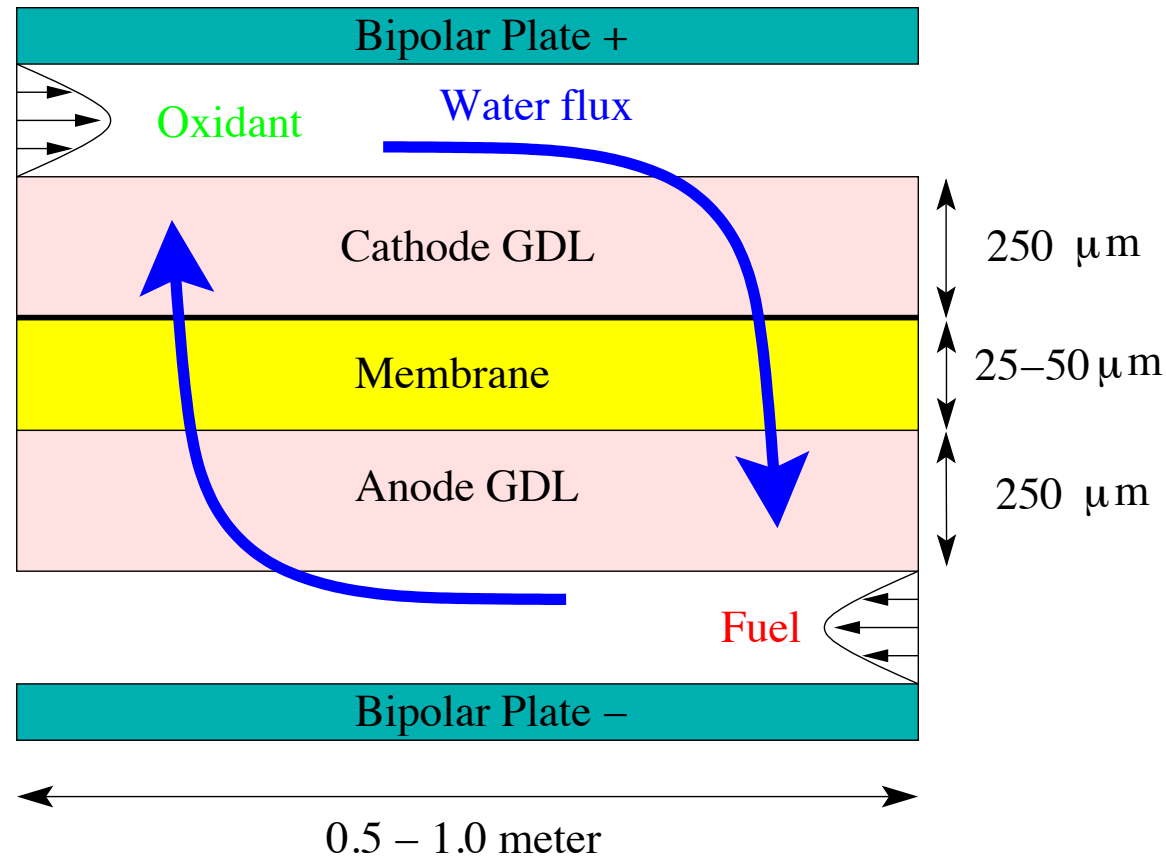 Bipolar Plate +
Water flux
Oxidant
Cathode GDL
250 μm
Membrane
25–50 μm
Anode GDL
250 μm
Fuel
Bipolar Plate –
0.5 – 1.0 meter